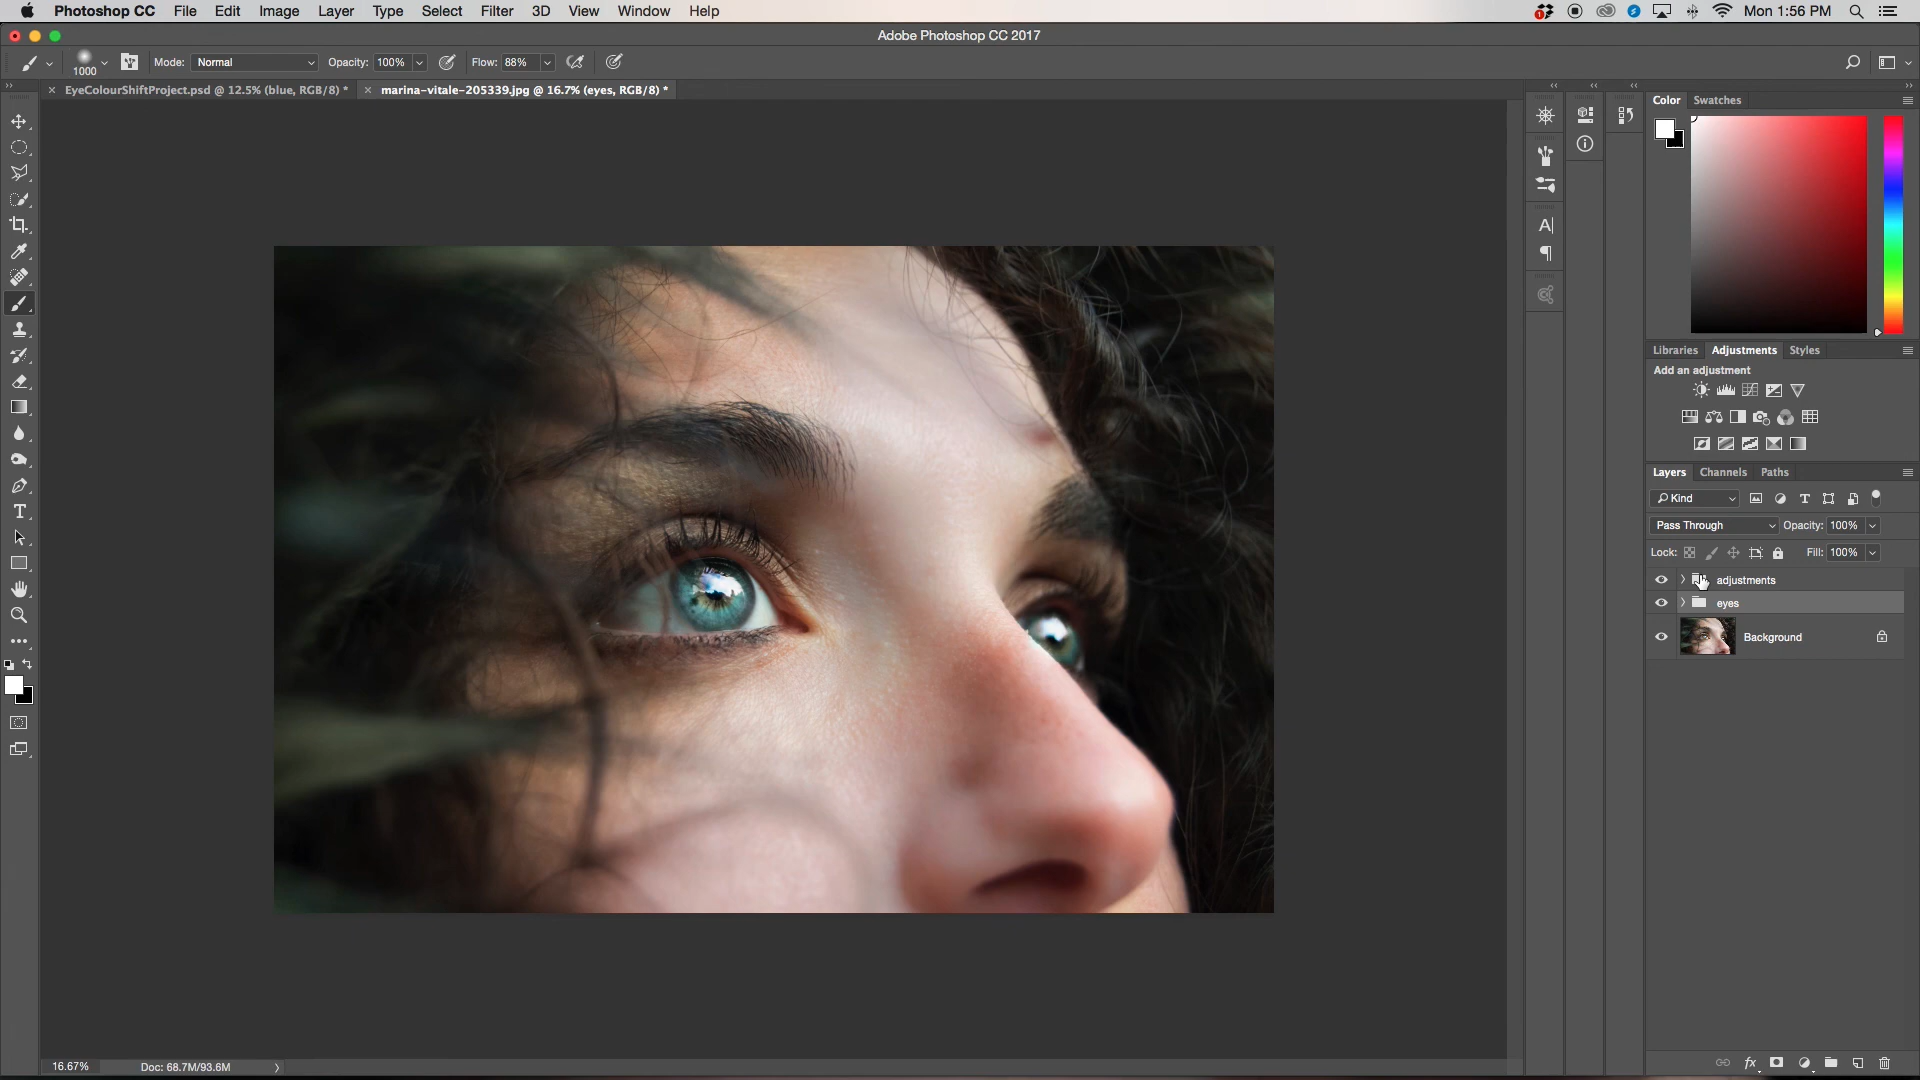 Photoshop CC File Edit Image Layer Type Select Filter 3D View Window Help Mon 1:56 PM
Adobe Photoshop CC 2017
1000 Mode: Normal Opacity: 100% Flow: 88%
EyeColourShiftProject.psd @ 12.5% (blue, RGB/8) * marina-vitale-205339.jpg @ 16.7% (eyes, RGB/8) *
Color Swatches
Libraries Adjustments Styles
Add an adjustment
Layers Channels Paths
Kind
Pass Through Opacity: 100%
Lock: Fill: 100%
adjustments
eyes
Background
16.67% Doc: 68.7M/93.6M